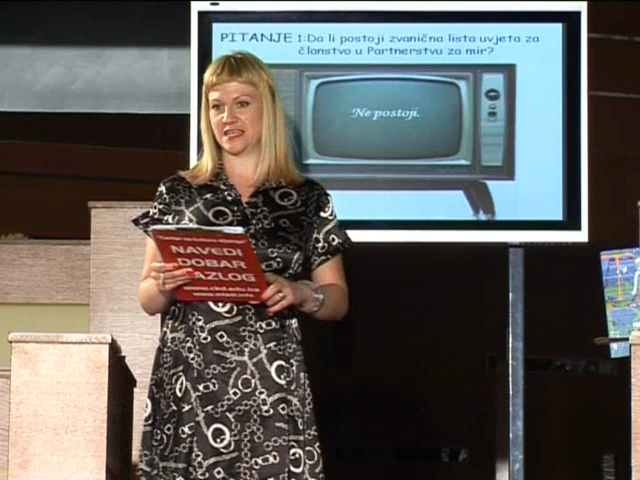 PITANJE 1:Da li postoji zvanična lista uvjeta za
članstvo u Partnerstvu za mir?
Ne postoji.
NAVEDI
DOBAR
RAZLOG